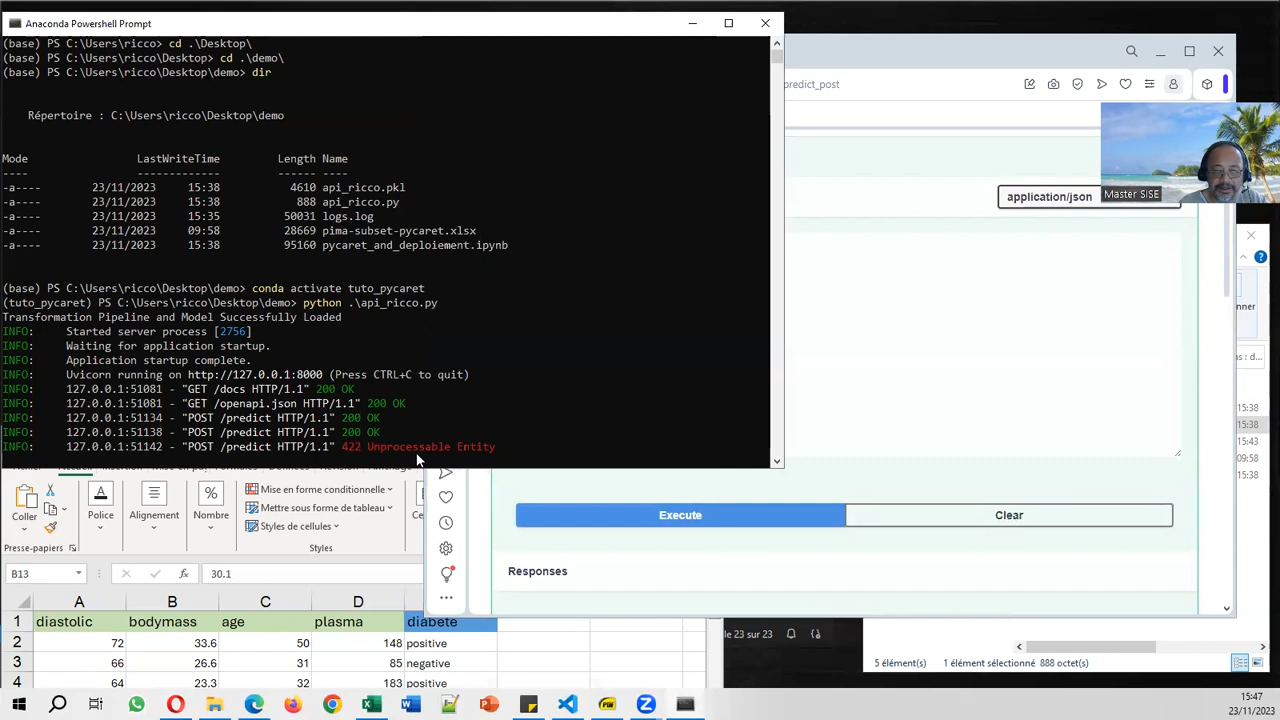 Anaconda Powershell Prompt
(base) PS C:\Users\ricco> cd .\Desktop\
(base) PS C:\Users\ricco\Desktop> cd .\demo\
(base) PS C:\Users\ricco\Desktop\demo> dir
Répertoire : C:\Users\ricco\Desktop\demo
Mode LastWriteTime Length Name
---- ------------- ------ ----
-a---- 23/11/2023 15:38 4610 api_ricco.pkl
-a---- 23/11/2023 15:38 888 api_ricco.py
-a---- 23/11/2023 15:35 50031 logs.log
-a---- 23/11/2023 09:58 28669 pima-subset-pycaret.xlsx
-a---- 23/11/2023 15:38 95160 pycaret_and_deploiement.ipynb
(base) PS C:\Users\ricco\Desktop\demo> conda activate tuto_pycaret
(tuto_pycaret) PS C:\Users\ricco\Desktop\demo> python .\api_ricco.py
Transformation Pipeline and Model Successfully Loaded
INFO: Started server process [2756]
INFO: Waiting for application startup.
INFO: Application startup complete.
INFO: Uvicorn running on http://127.0.0.1:8000 (Press CTRL+C to quit)
INFO: 127.0.0.1:51081 - "GET /docs HTTP/1.1" 200 OK
INFO: 127.0.0.1:51081 - "GET /openapi.json HTTP/1.1" 200 OK
INFO: 127.0.0.1:51134 - "POST /predict HTTP/1.1" 200 OK
INFO: 127.0.0.1:51138 - "POST /predict HTTP/1.1" 200 OK
INFO: 127.0.0.1:51142 - "POST /predict HTTP/1.1" 422 Unprocessable Entity
predict_post
Master SISE
application/json
Execute Clear
Responses
nner
15:38
15:38
15:43
09:58
15:38
Coller
Police
Alignement
Nombre
Mise en forme conditionnelle
Mettre sous forme de tableau
Styles de cellules
Presse-papiers
Styles
B13 fx 30.1
A B C D
1 diastolic bodymass age plasma diabete
2 72 33.6 50 148 positive
3 66 26.6 31 85 negative
4 64 23.3 32 183 positive
le 23 sur 23
5 élément(s) 1 élément sélectionné 888 octet(s)
15:47
23/11/2023